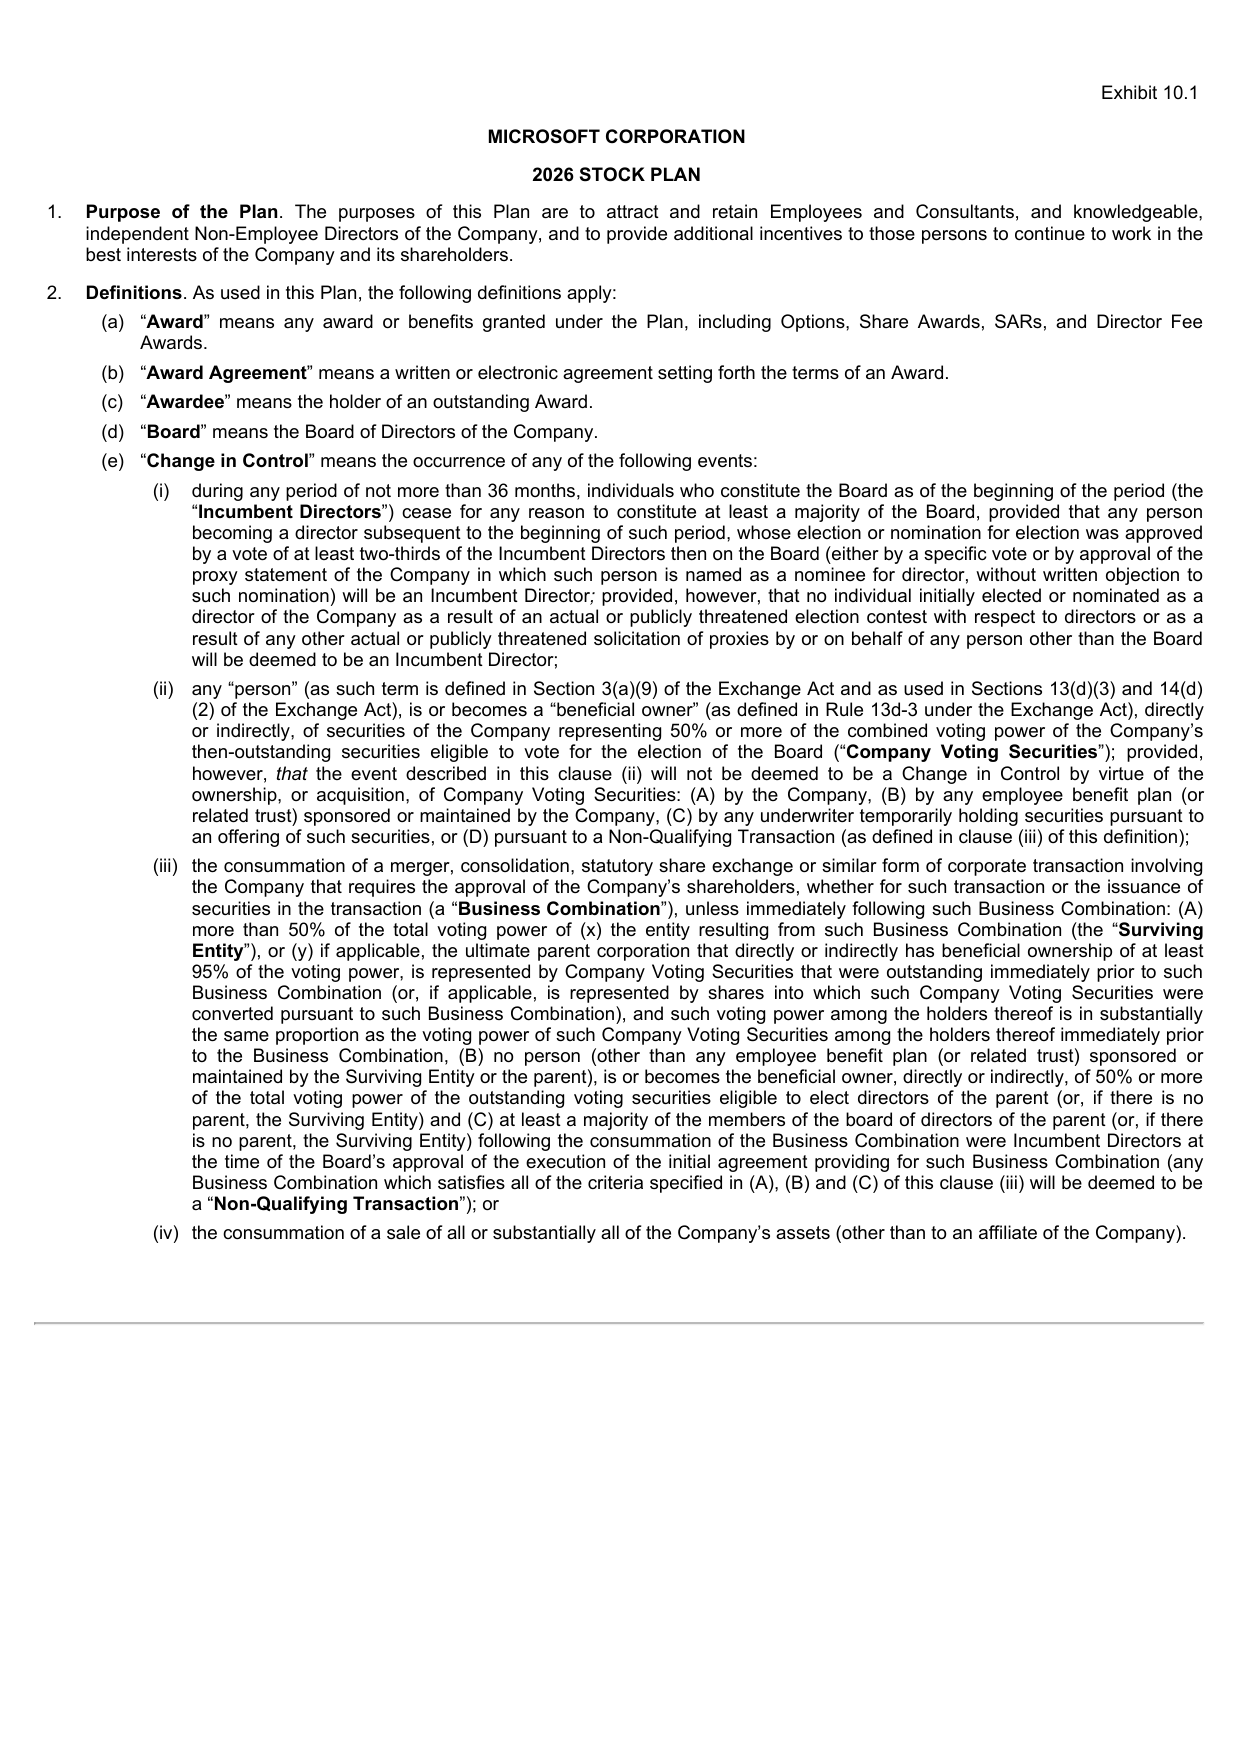 Exhibit 10.1
MICROSOFT CORPORATION
2026 STOCK PLAN
1. Purpose of the Plan. The purposes of this Plan are to attract and retain Employees and Consultants, and knowledgeable,
independent Non-Employee Directors of the Company, and to provide additional incentives to those persons to continue to work in the
best interests of the Company and its shareholders.
2. Definitions. As used in this Plan, the following definitions apply:
(a) “Award” means any award or benefits granted under the Plan, including Options, Share Awards, SARs, and Director Fee
Awards.
(b) “Award Agreement” means a written or electronic agreement setting forth the terms of an Award.
(c) “Awardee” means the holder of an outstanding Award.
(d) “Board” means the Board of Directors of the Company.
(e) “Change in Control” means the occurrence of any of the following events:
(i) during any period of not more than 36 months, individuals who constitute the Board as of the beginning of the period (the
“Incumbent Directors”) cease for any reason to constitute at least a majority of the Board, provided that any person
becoming a director subsequent to the beginning of such period, whose election or nomination for election was approved
by a vote of at least two-thirds of the Incumbent Directors then on the Board (either by a specific vote or by approval of the
proxy statement of the Company in which such person is named as a nominee for director, without written objection to
such nomination) will be an Incumbent Director; provided, however, that no individual initially elected or nominated as a
director of the Company as a result of an actual or publicly threatened election contest with respect to directors or as a
result of any other actual or publicly threatened solicitation of proxies by or on behalf of any person other than the Board
will be deemed to be an Incumbent Director;
(ii) any “person” (as such term is defined in Section 3(a)(9) of the Exchange Act and as used in Sections 13(d)(3) and 14(d)
(2) of the Exchange Act), is or becomes a “beneficial owner” (as defined in Rule 13d-3 under the Exchange Act), directly
or indirectly, of securities of the Company representing 50% or more of the combined voting power of the Company’s
then-outstanding securities eligible to vote for the election of the Board (“Company Voting Securities”); provided,
however, that the event described in this clause (ii) will not be deemed to be a Change in Control by virtue of the
ownership, or acquisition, of Company Voting Securities: (A) by the Company, (B) by any employee benefit plan (or
related trust) sponsored or maintained by the Company, (C) by any underwriter temporarily holding securities pursuant to
an offering of such securities, or (D) pursuant to a Non-Qualifying Transaction (as defined in clause (iii) of this definition);
(iii) the consummation of a merger, consolidation, statutory share exchange or similar form of corporate transaction involving
the Company that requires the approval of the Company’s shareholders, whether for such transaction or the issuance of
securities in the transaction (a “Business Combination”), unless immediately following such Business Combination: (A)
more than 50% of the total voting power of (x) the entity resulting from such Business Combination (the “Surviving
Entity”), or (y) if applicable, the ultimate parent corporation that directly or indirectly has beneficial ownership of at least
95% of the voting power, is represented by Company Voting Securities that were outstanding immediately prior to such
Business Combination (or, if applicable, is represented by shares into which such Company Voting Securities were
converted pursuant to such Business Combination), and such voting power among the holders thereof is in substantially
the same proportion as the voting power of such Company Voting Securities among the holders thereof immediately prior
to the Business Combination, (B) no person (other than any employee benefit plan (or related trust) sponsored or
maintained by the Surviving Entity or the parent), is or becomes the beneficial owner, directly or indirectly, of 50% or more
of the total voting power of the outstanding voting securities eligible to elect directors of the parent (or, if there is no
parent, the Surviving Entity) and (C) at least a majority of the members of the board of directors of the parent (or, if there
is no parent, the Surviving Entity) following the consummation of the Business Combination were Incumbent Directors at
the time of the Board’s approval of the execution of the initial agreement providing for such Business Combination (any
Business Combination which satisfies all of the criteria specified in (A), (B) and (C) of this clause (iii) will be deemed to be
a “Non-Qualifying Transaction”); or
(iv) the consummation of a sale of all or substantially all of the Company’s assets (other than to an affiliate of the Company).